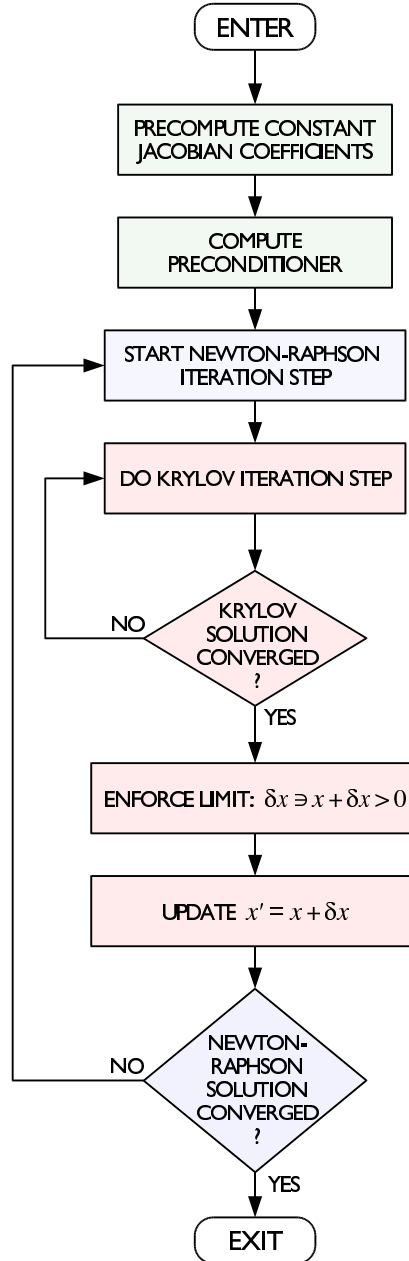 ENTER
PRECOMPUTE CONSTANT
JACOBIAN COEFFICIENTS
COMPUTE
PRECONDITIONER
START NEWTON-RAPHSON
ITERATION STEP
DO KRYLOV ITERATION STEP
KRYLOV
SOLUTION
CONVERGED
?
NO
YES
ENFORCE LIMIT: δx ∋ x + δx > 0
UPDATE x′ = x + δx
NEWTON-
RAPHSON
SOLUTION
CONVERGED
?
NO
YES
EXIT